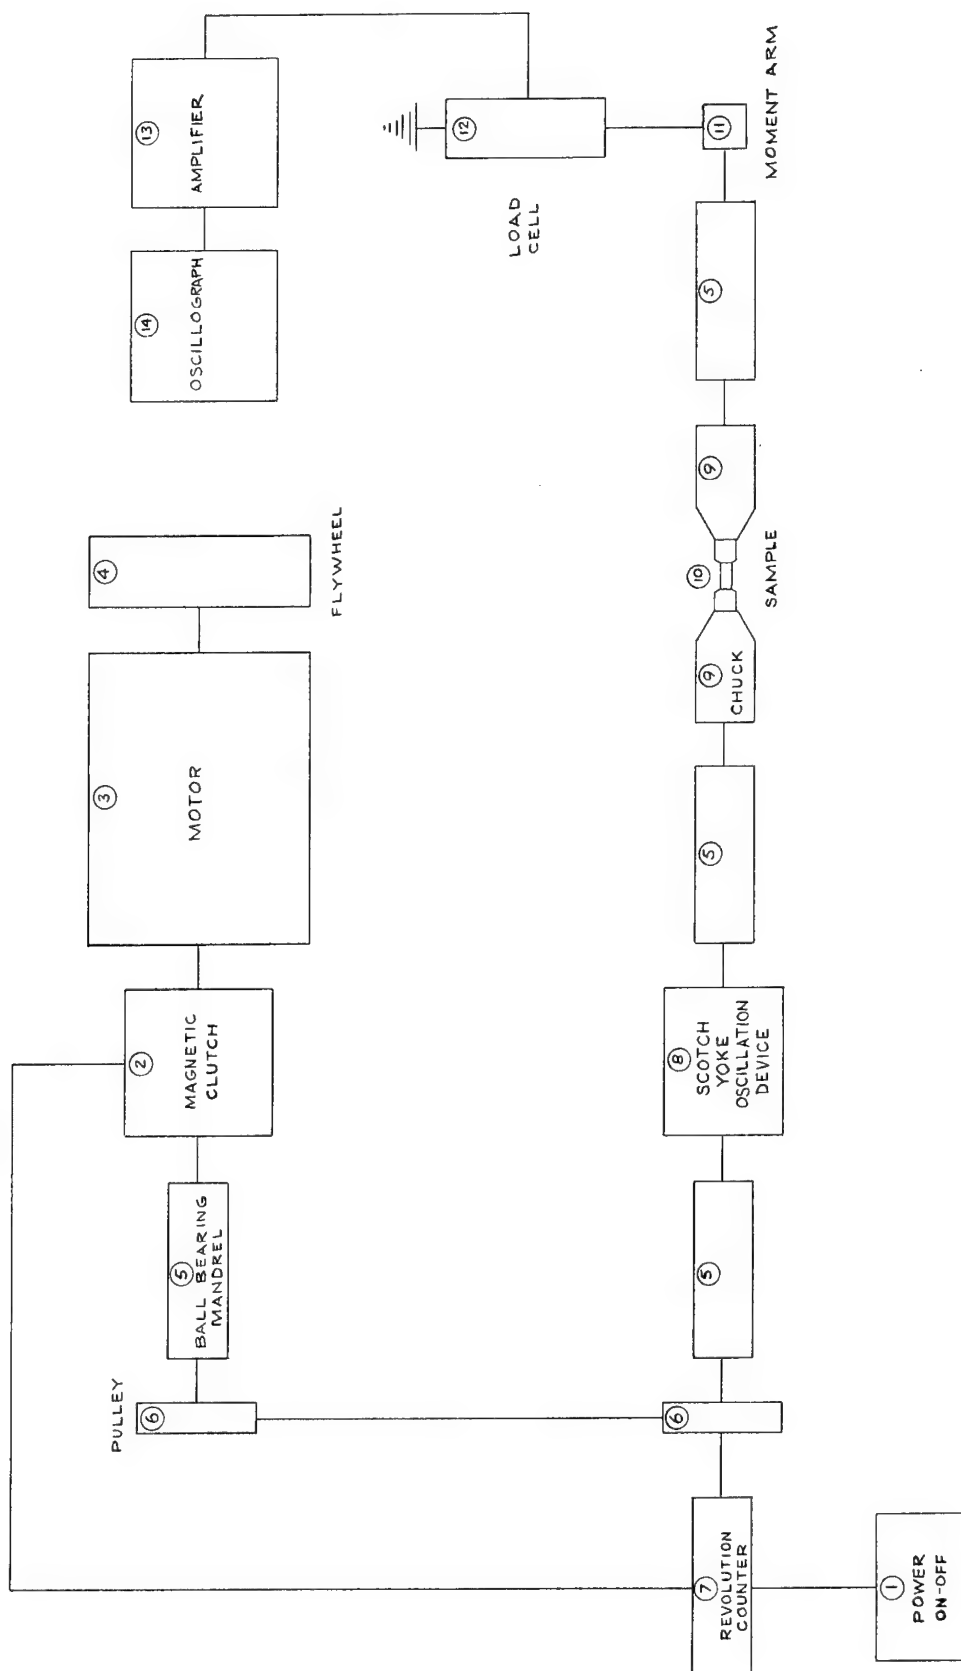 PULLEY
6
5
BALL BEARING
MANDREL
2
MAGNETIC
CLUTCH
3
MOTOR
4
FLYWHEEL
14
OSCILLOGRAPH
13
AMPLIFIER
12
LOAD
CELL
7
REVOLUTION
COUNTER
6
5
8
SCOTCH
YOKE
OSCILLATION
DEVICE
5
9
CHUCK
10
SAMPLE
9
5
11
MOMENT ARM
1
POWER
ON-OFF